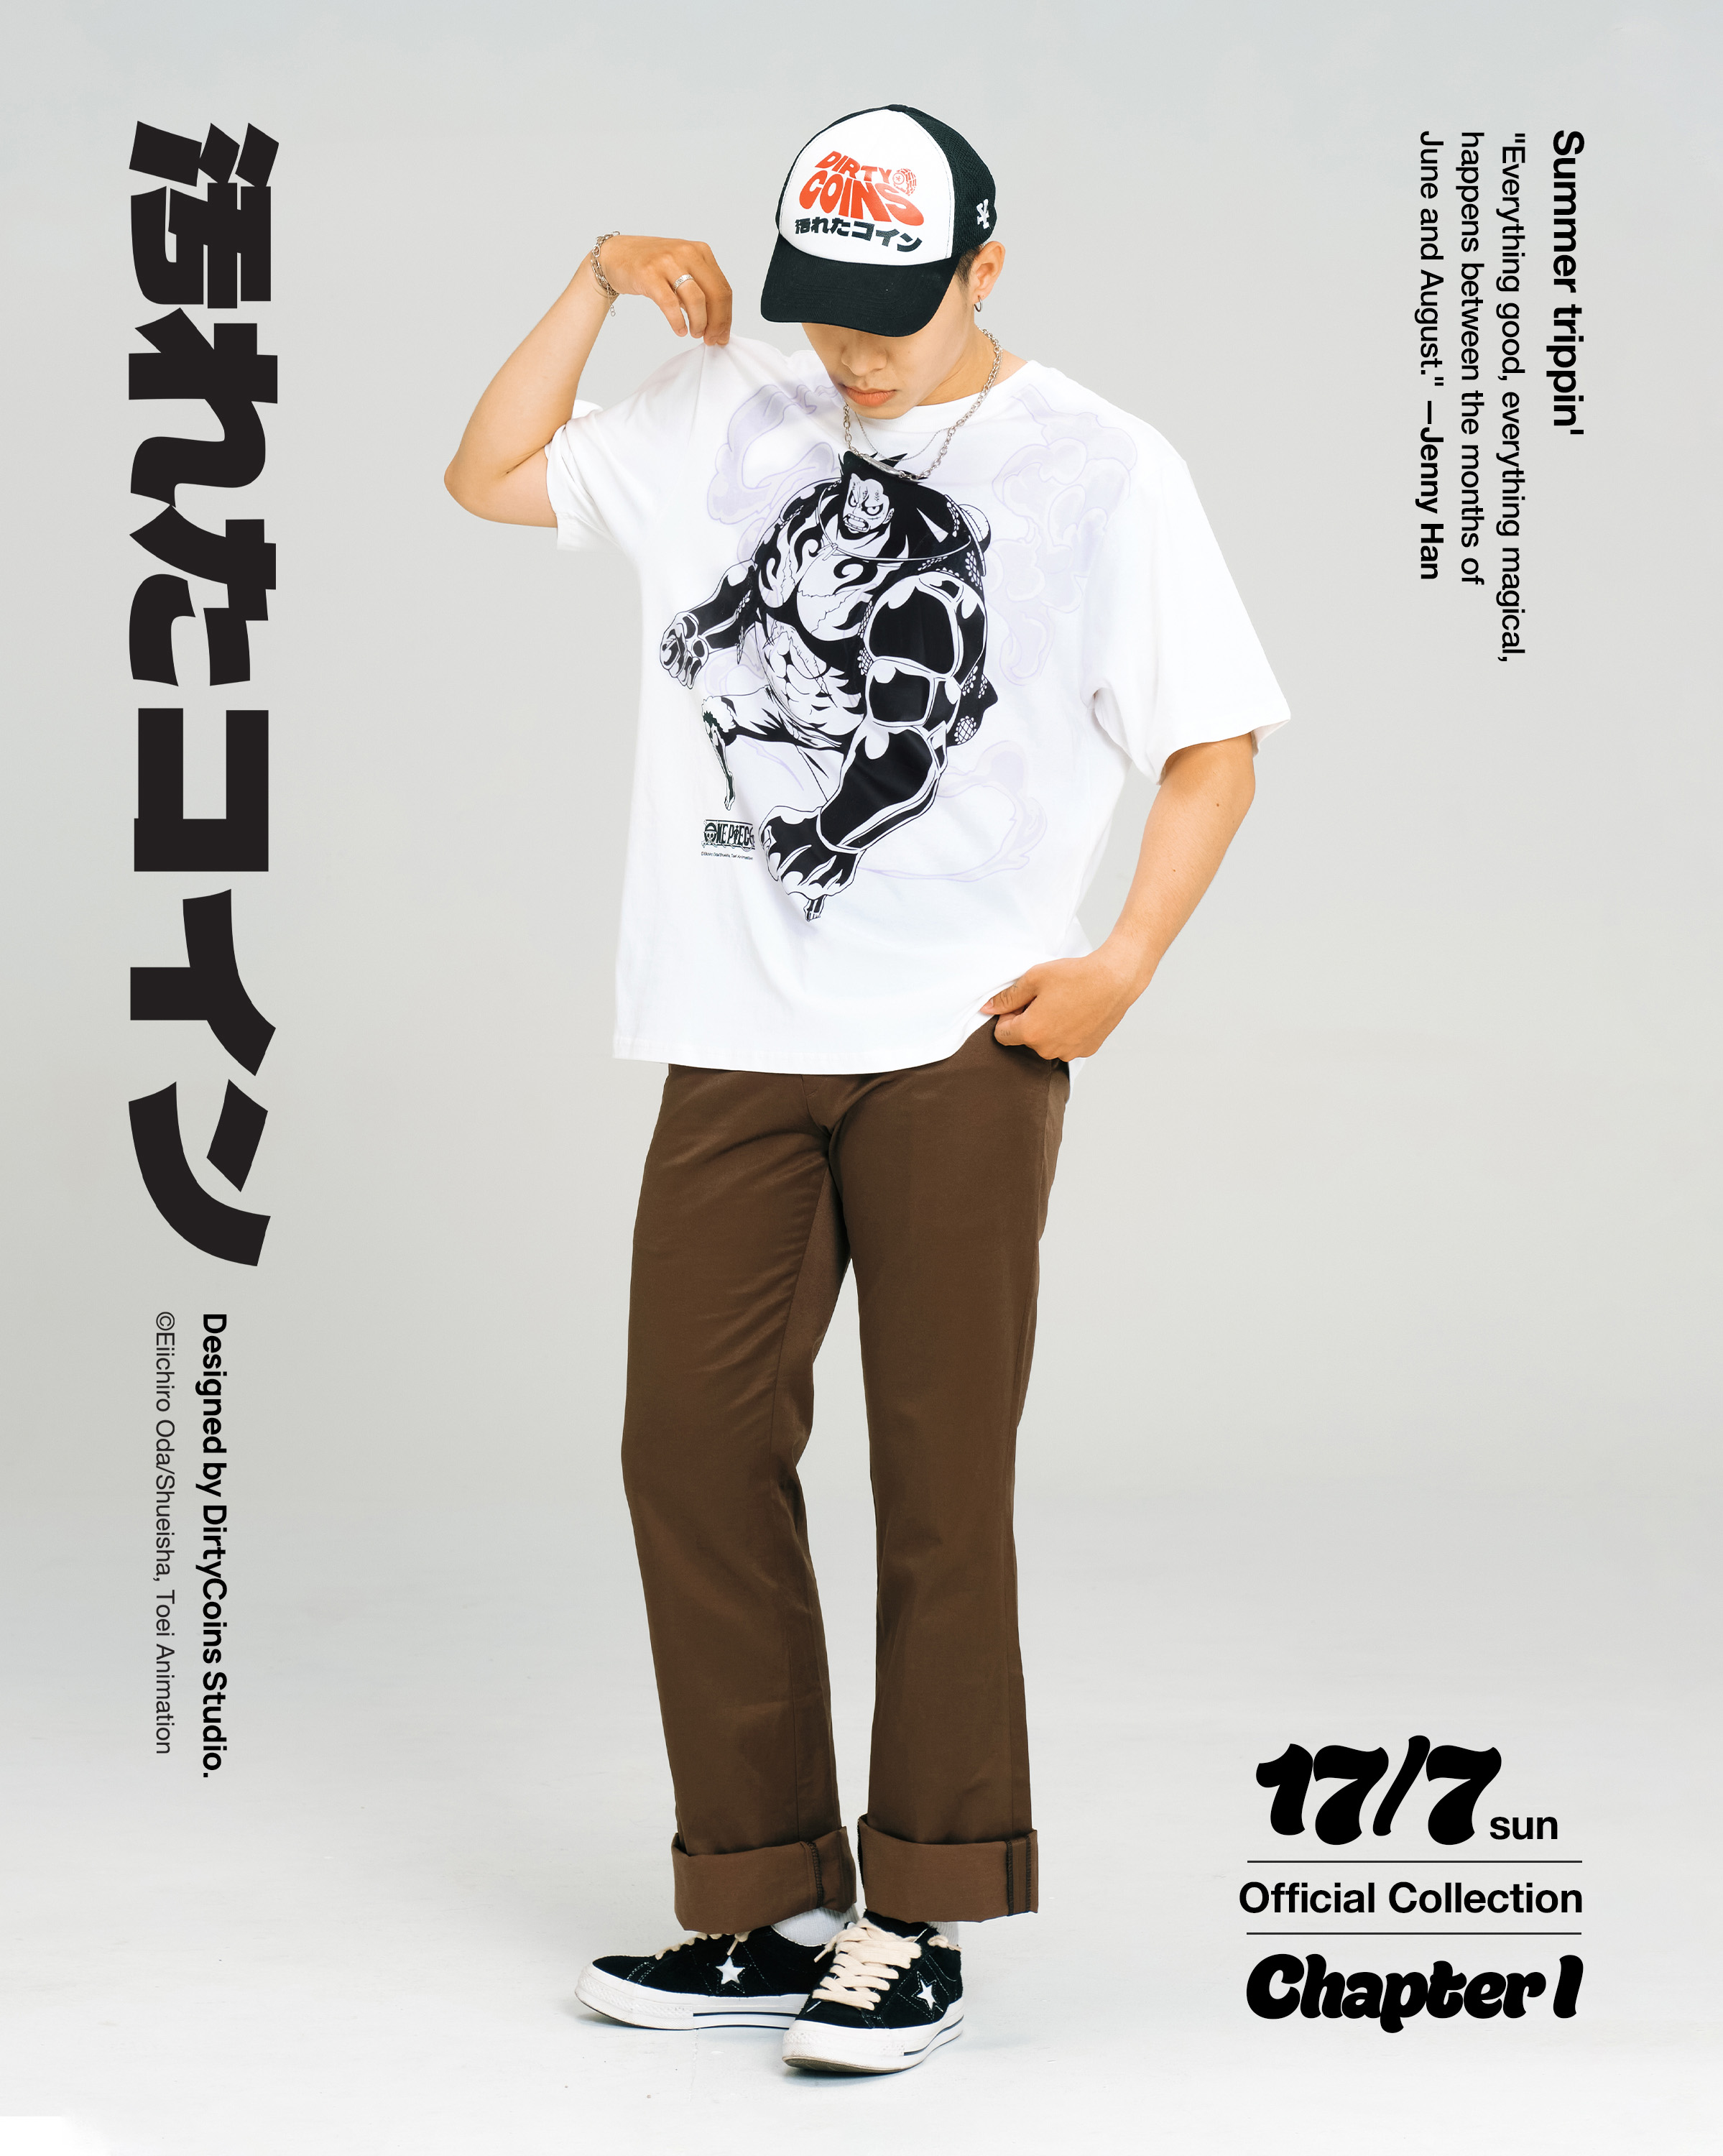 汚れたコイン
Designed by DirtyCoins Studio.
©Eiichiro Oda/Shueisha, Toei Animation
DIRTY
COINS
汚れたコイン
ONE PIECE
Summer trippin'
"Everything good, everything magical,
happens between the months of
June and August." —Jenny Han
17/7 sun
Official Collection
Chapter 1